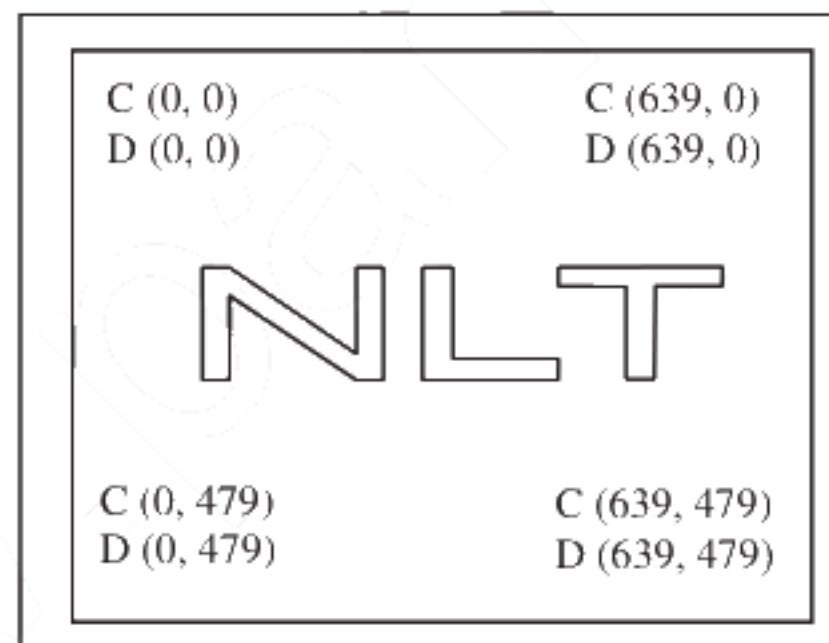 C (0, 0) C (639, 0)
D (0, 0) D (639, 0)
NLT
C (0, 479) C (639, 479)
D (0, 479) D (639, 479)